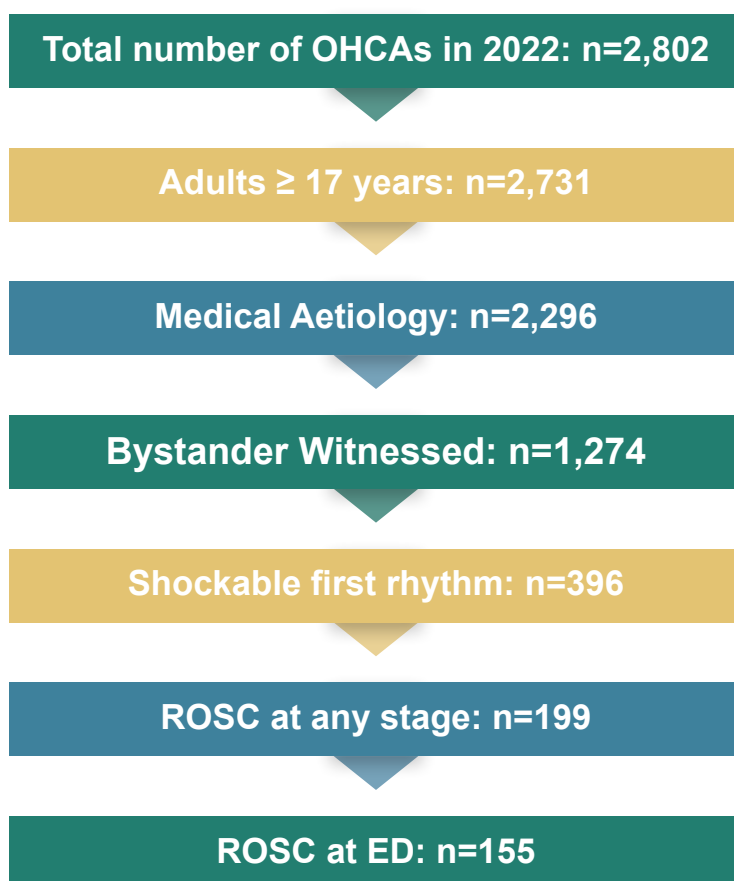 Total number of OHCAs in 2022: n=2,802
Adults ≥ 17 years: n=2,731
Medical Aetiology: n=2,296
Bystander Witnessed: n=1,274
Shockable first rhythm: n=396
ROSC at any stage: n=199
ROSC at ED: n=155